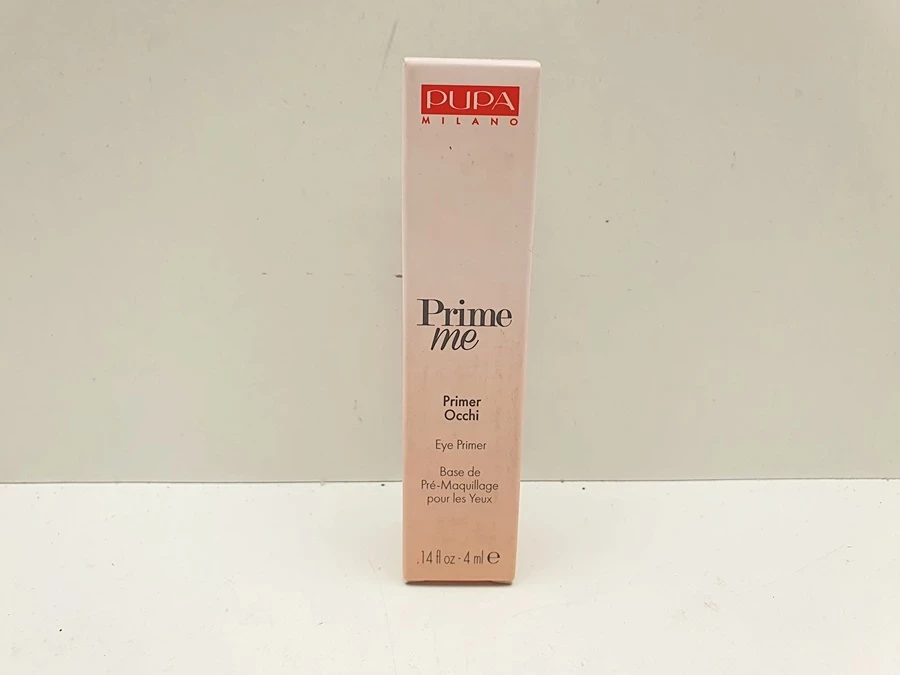 PUPA
MILANO
Prime
me
Primer
Occhi
Eye Primer
Base de
Pré-Maquillage
pour les Yeux
.14 fl oz - 4 ml ℮